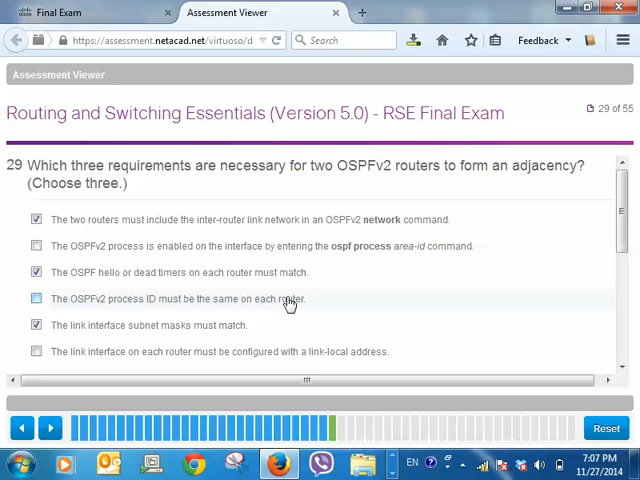 Final Exam
Assessment Viewer
https://assessment.netacad.net/virtuoso/d
Search
Feedback
Assessment Viewer
Routing and Switching Essentials (Version 5.0) - RSE Final Exam
29 of 55
29 Which three requirements are necessary for two OSPFv2 routers to form an adjacency?
(Choose three.)
The two routers must include the inter-router link network in an OSPFv2 network command.
The OSPFv2 process is enabled on the interface by entering the ospf process area-id command.
The OSPF hello or dead timers on each router must match.
The OSPFv2 process ID must be the same on each router.
The link interface subnet masks must match.
The link interface on each router must be configured with a link-local address.
Reset
EN
7:07 PM
11/27/2014